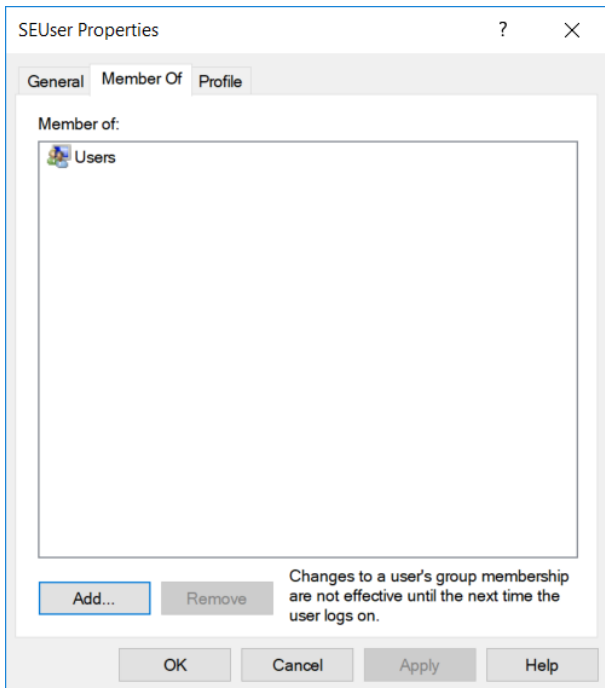 SEUser Properties
?
General
Member Of
Profile
Member of:
Users
Add...
Remove
Changes to a user's group membership
are not effective until the next time the
user logs on.
OK
Cancel
Apply
Help